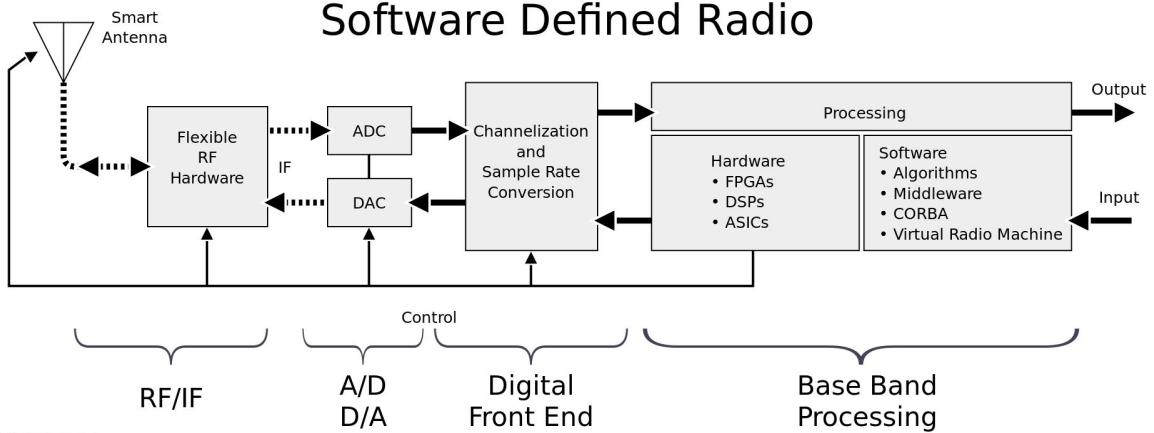 Software Defined Radio
Smart
Antenna
Flexible
RF
Hardware
IF
ADC
DAC
Channelization
and
Sample Rate
Conversion
Processing
Hardware
• FPGAs
• DSPs
• ASICs
Software
• Algorithms
• Middleware
• CORBA
• Virtual Radio Machine
Output
Input
Control
RF/IF
A/D
D/A
Digital
Front End
Base Band
Processing